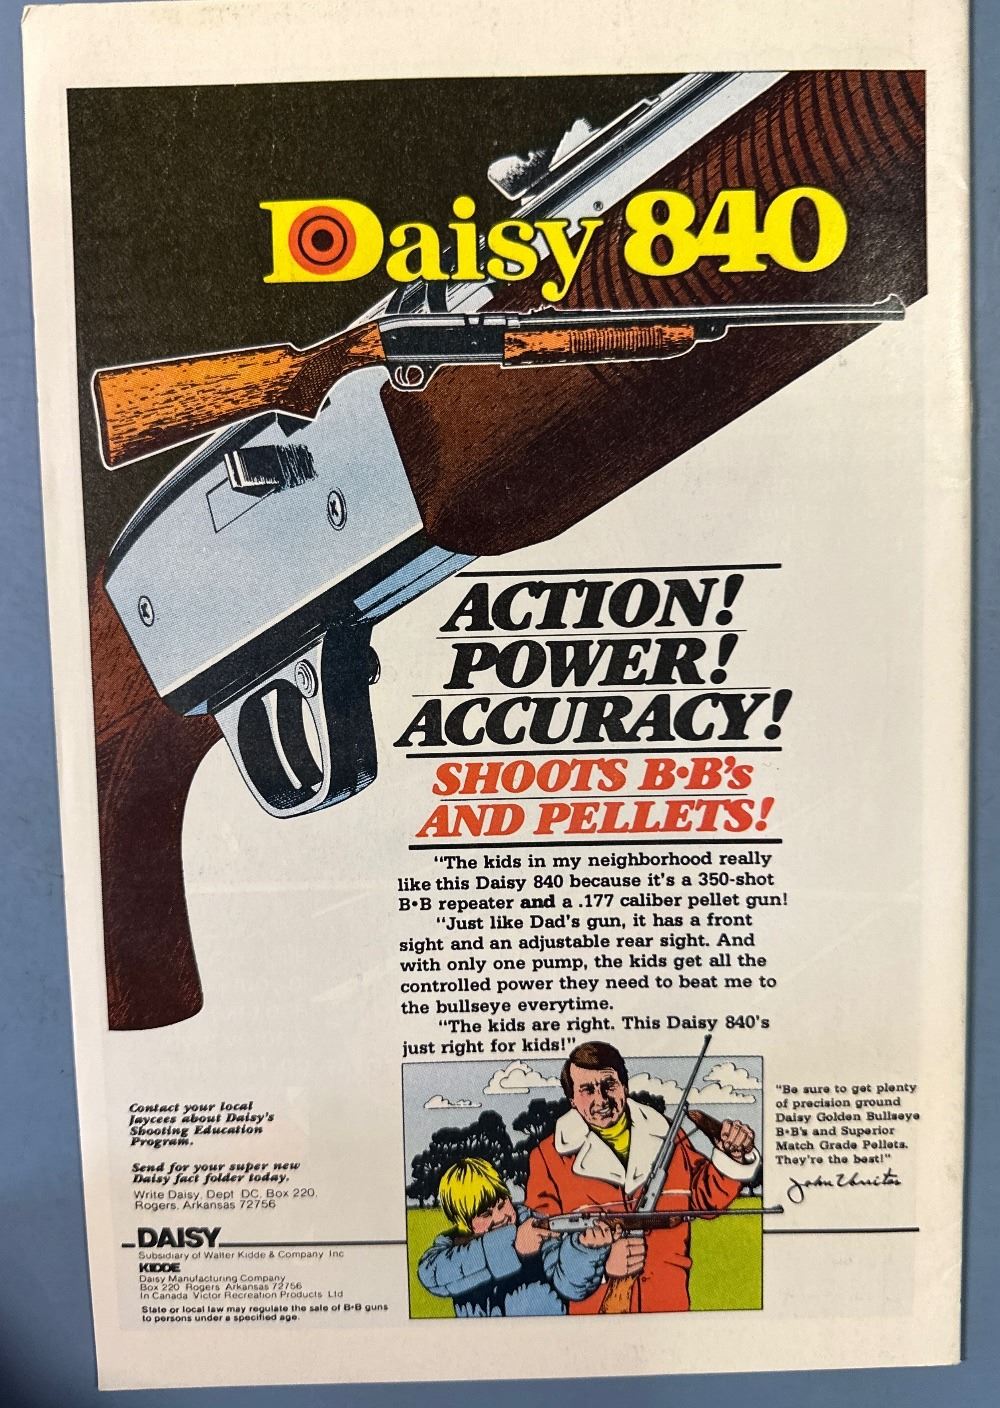 Daisy® 840
ACTION!
POWER!
ACCURACY!
SHOOTS B•B's
AND PELLETS!
"The kids in my neighborhood really
like this Daisy 840 because it's a 350-shot
B•B repeater and a .177 caliber pellet gun!
"Just like Dad's gun, it has a front
sight and an adjustable rear sight. And
with only one pump, the kids get all the
controlled power they need to beat me to
the bullseye everytime.
"The kids are right. This Daisy 840's
just right for kids!"
"Be sure to get plenty
of precision ground
Daisy Golden Bullseye
B•B's and Superior
Match Grade Pellets.
They're the best!"
Contact your local
Jaycees about Daisy's
Shooting Education
Program.
Send for your super new
Daisy fact folder today.
Write Daisy, Dept DC, Box 220,
Rogers, Arkansas 72756
DAISY
Subsidiary of Walter Kidde & Company Inc
KIDDE
Daisy Manufacturing Company
Box 220 Rogers Arkansas 72756
In Canada Victor Recreation Products Ltd
State or local law may regulate the sale of B•B guns
to persons under a specified age.